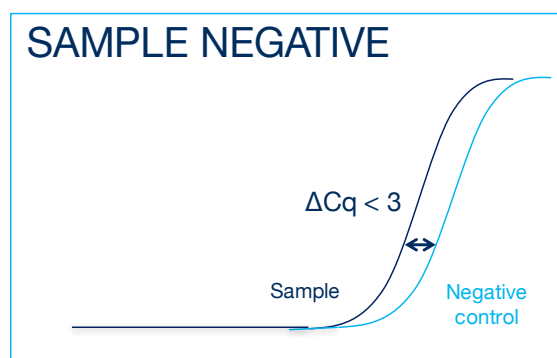 SAMPLE NEGATIVE
ΔCq < 3
Sample
Negative
control